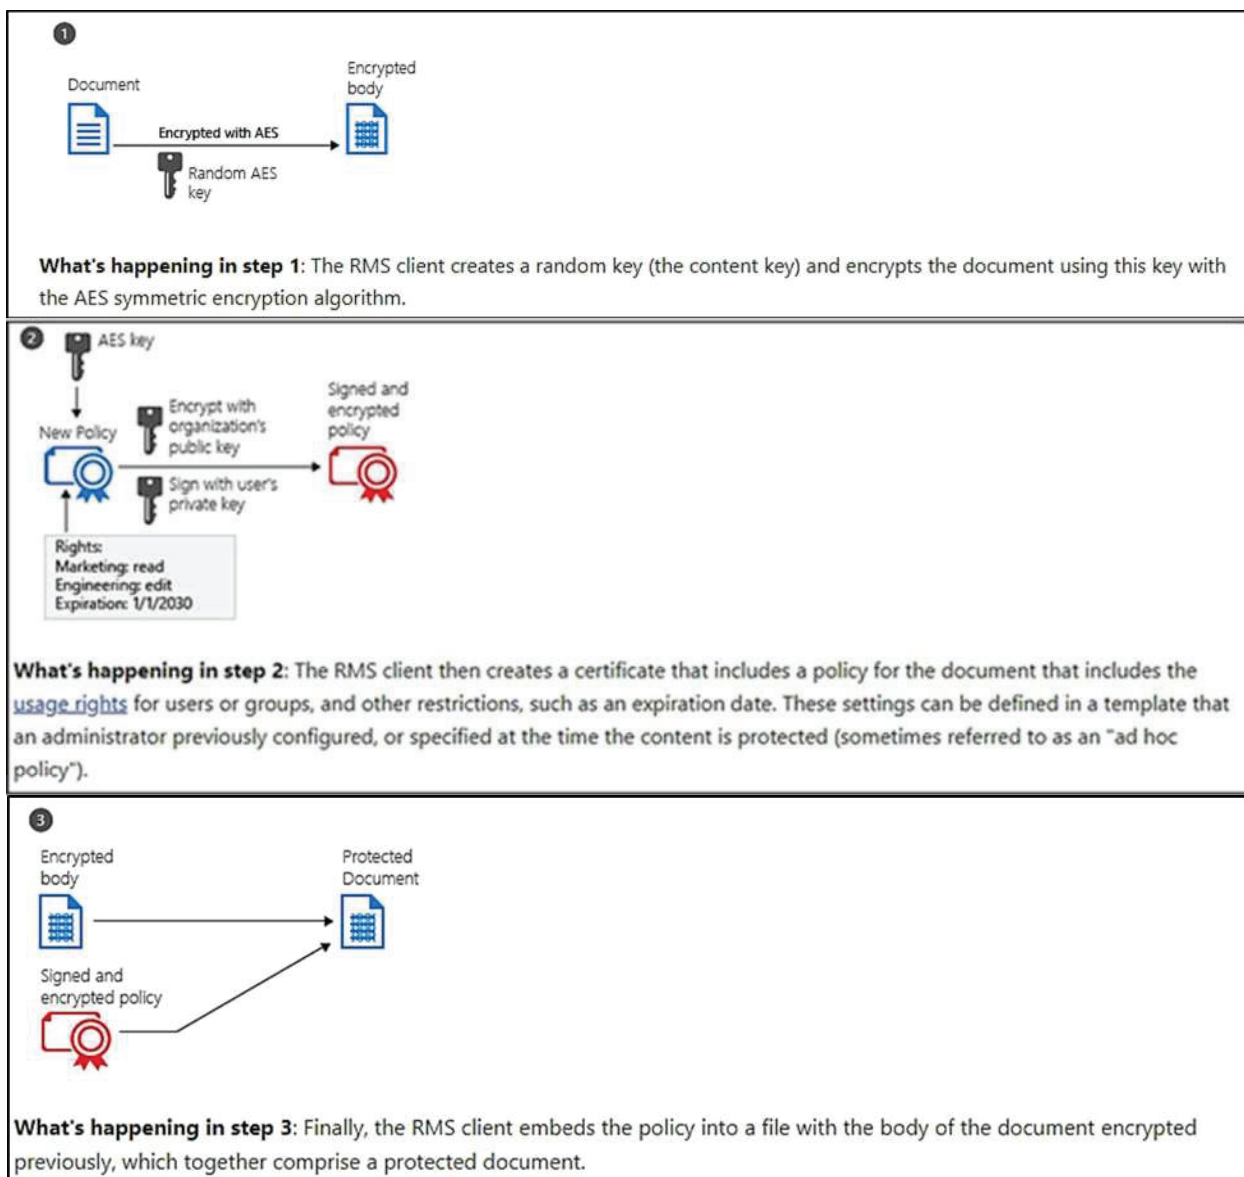 1
Document
Encrypted
body
Encrypted with AES
Random AES
key
What's happening in step 1: The RMS client creates a random key (the content key) and encrypts the document using this key with
the AES symmetric encryption algorithm.
2
AES key
New Policy
Encrypt with
organization's
public key
Sign with user's
private key
Signed and
encrypted
policy
Rights:
Marketing: read
Engineering: edit
Expiration: 1/1/2030
What's happening in step 2: The RMS client then creates a certificate that includes a policy for the document that includes the
usage rights for users or groups, and other restrictions, such as an expiration date. These settings can be defined in a template that
an administrator previously configured, or specified at the time the content is protected (sometimes referred to as an "ad hoc
policy").
3
Encrypted
body
Protected
Document
Signed and
encrypted policy
What's happening in step 3: Finally, the RMS client embeds the policy into a file with the body of the document encrypted
previously, which together comprise a protected document.